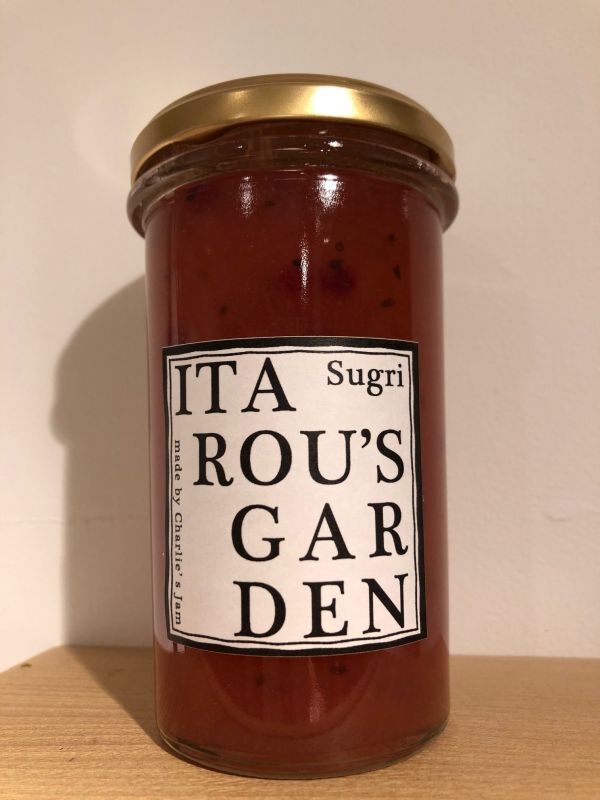 Sugri
ITA
ROU'S
GAR
DEN
made by Charlie's Jam